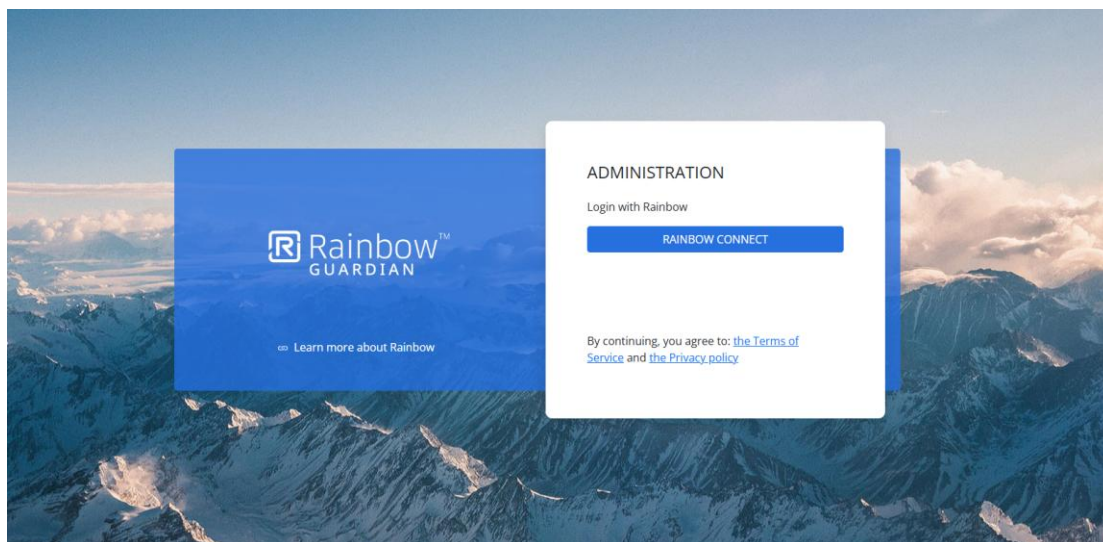 Rainbow™
GUARDIAN
Learn more about Rainbow
ADMINISTRATION
Login with Rainbow
RAINBOW CONNECT
By continuing, you agree to: the Terms of
Service and the Privacy policy